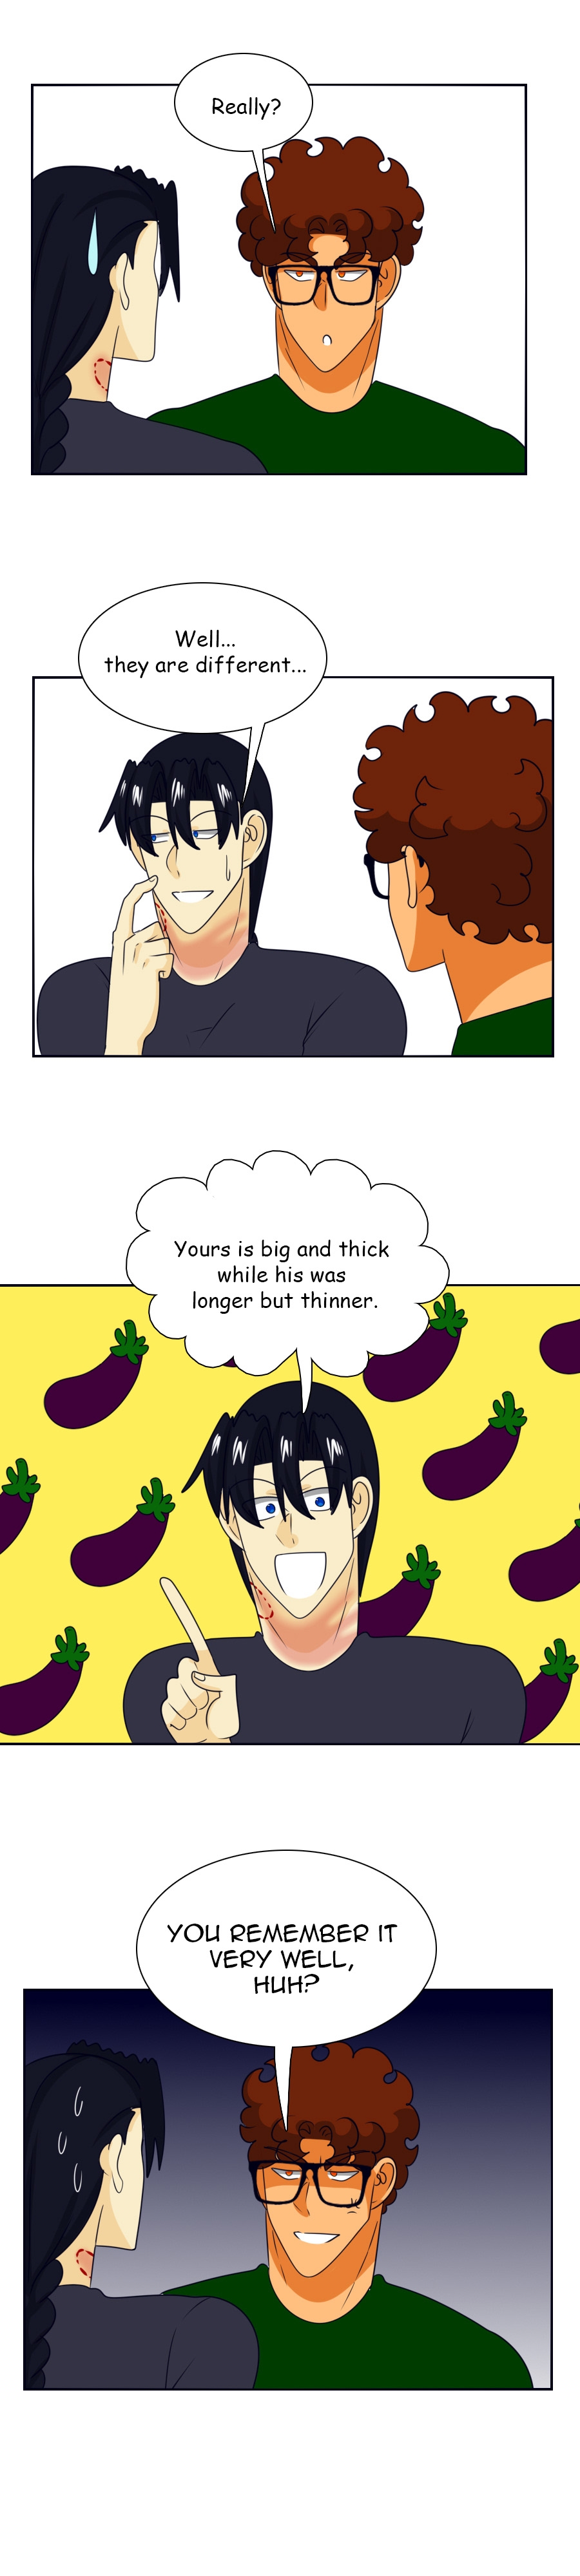 Really?
Well...
they are different...
Yours is big and thick
while his was
longer but thinner.
YOU REMEMBER IT
VERY WELL,
HUH?